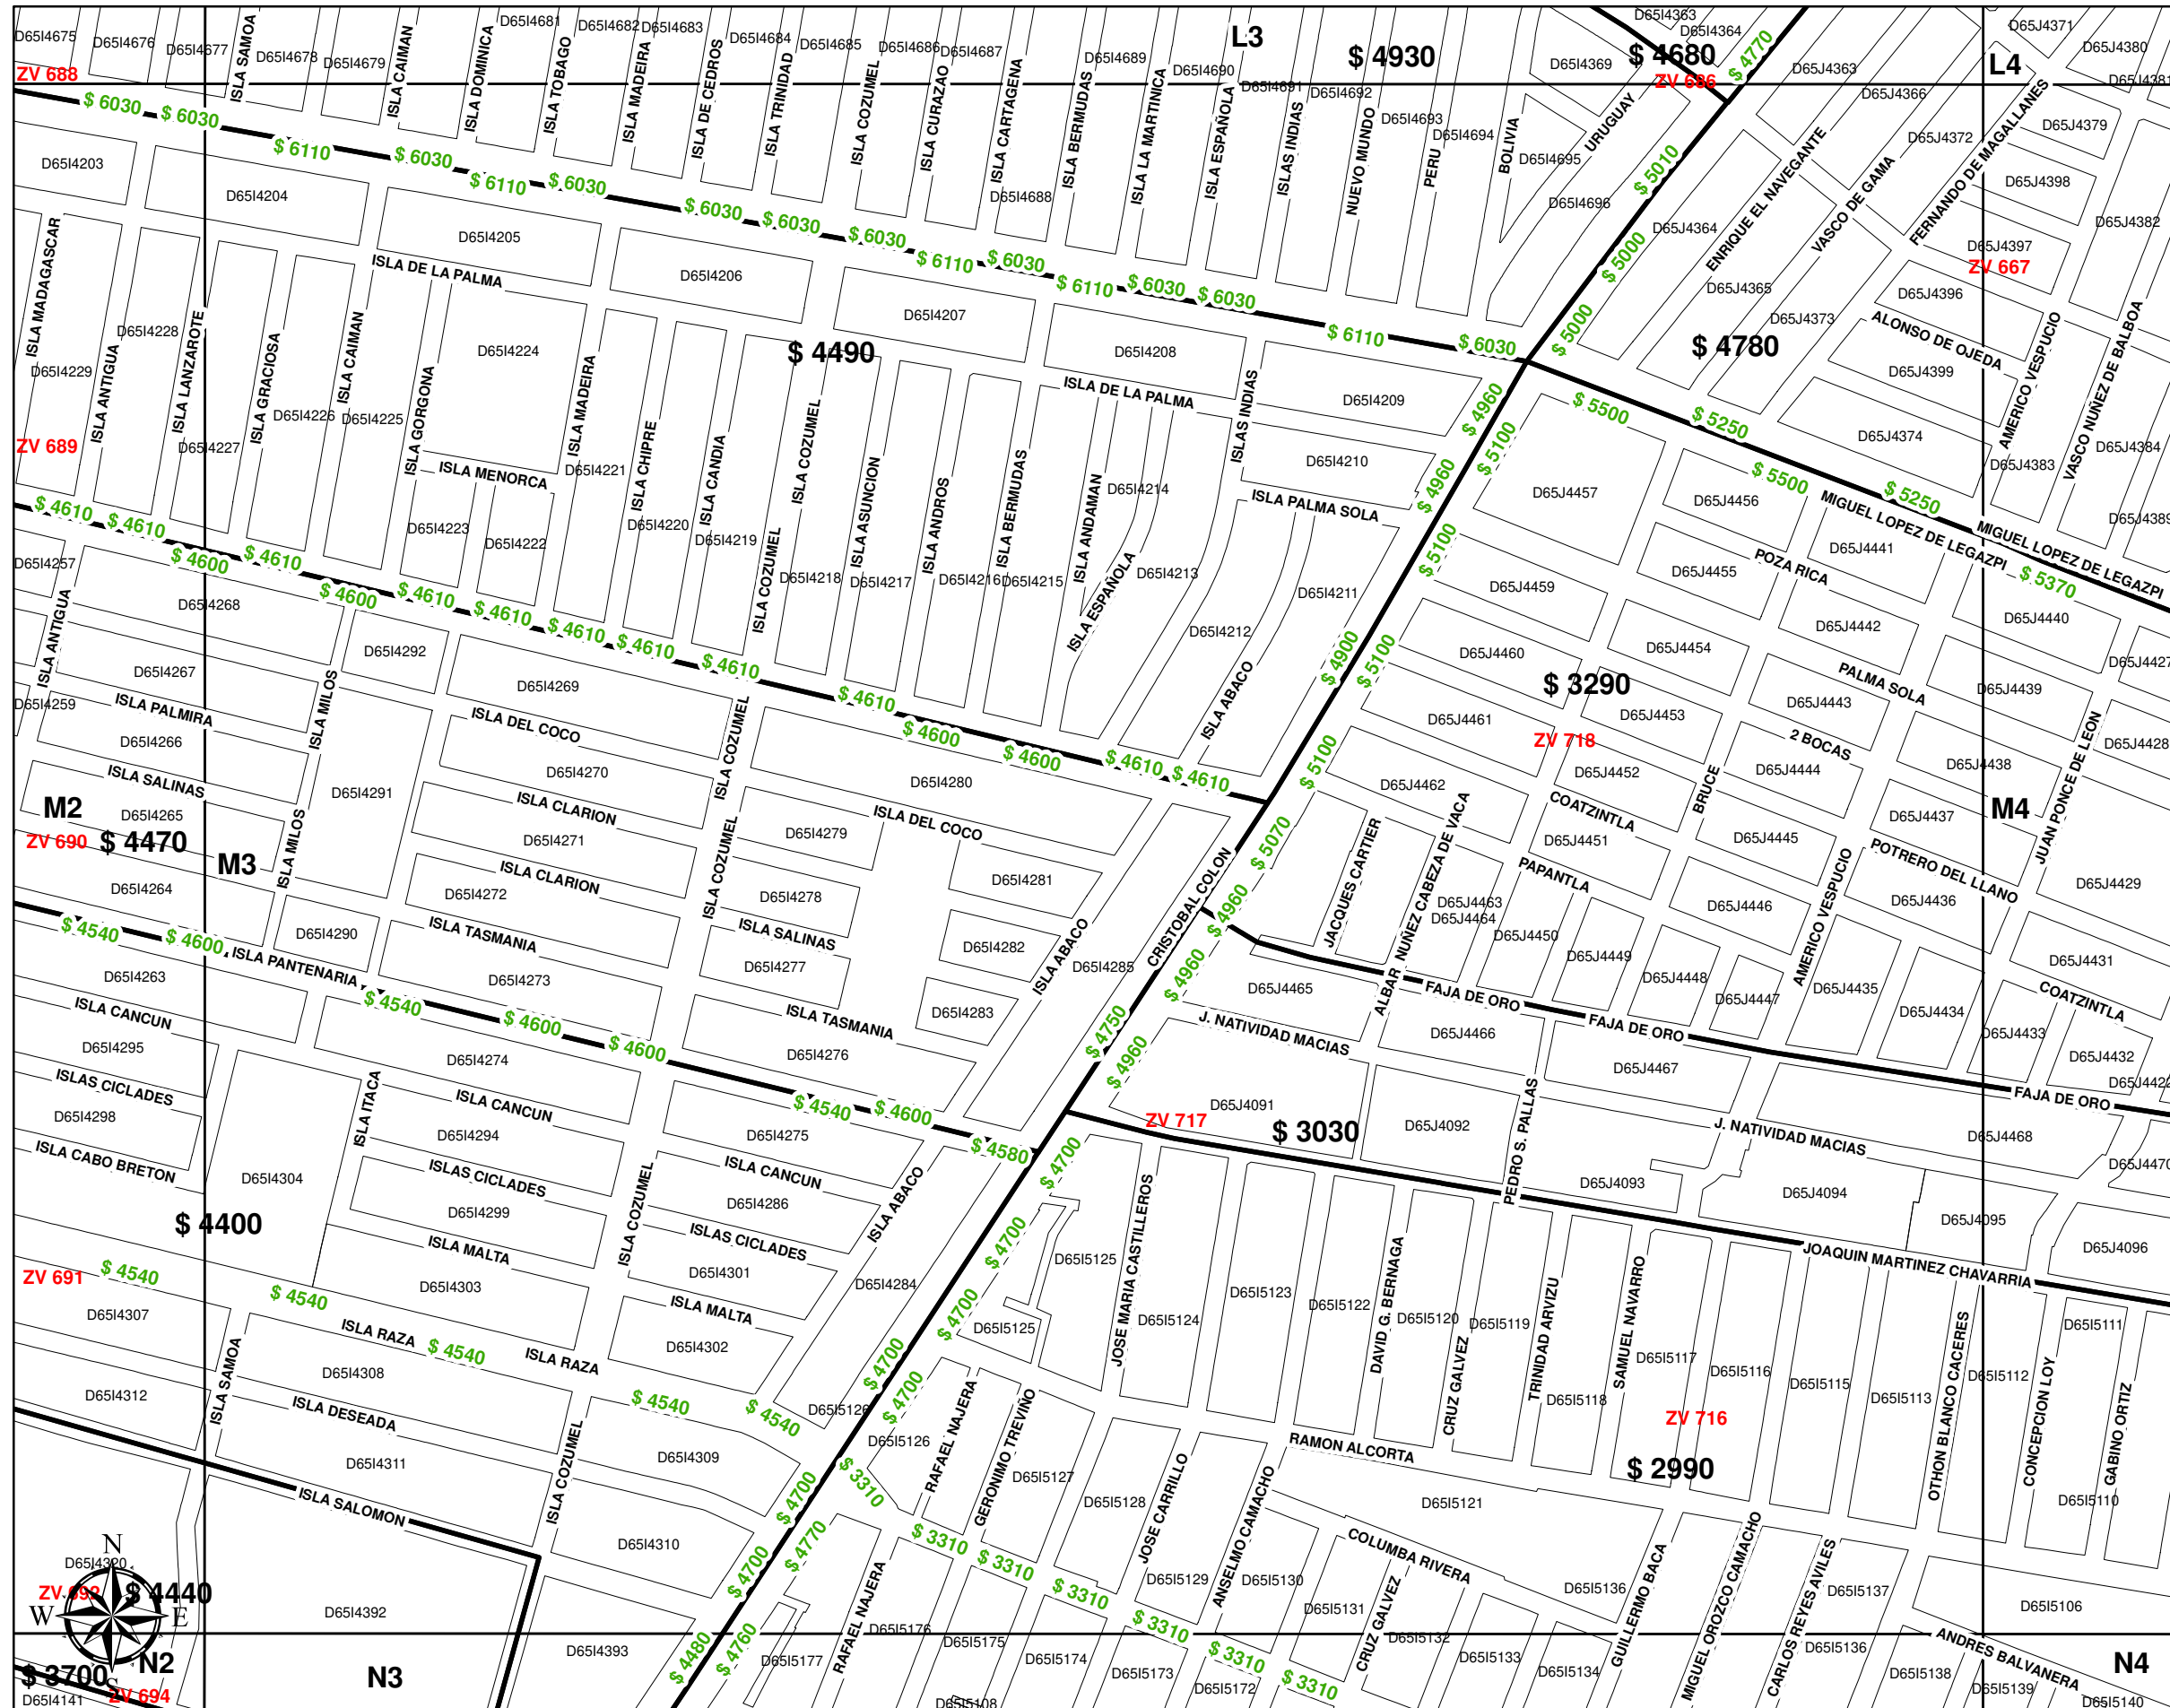 D65I4675
D65I4676
D65I4677
ISLA SAMOA
D65I4678
D65I4679
ISLA CAIMAN
ISLA DOMINICA
D65I4681
ISLA TOBAGO
D65I4682
D65I4683
ISLA MADEIRA
ISLA DE CEDROS
D65I4684
ISLA TRINIDAD
D65I4685
ISLA COZUMEL
D65I4686
D65I4687
ISLA CURAZAO
ISLA CARTAGENA
D65I4688
ISLA BERMUDAS
D65I4689
ISLA LA MARTINICA
D65I4690
ISLA ESPAÑOLA
D65I4691
ISLAS INDIAS
D65I4692
NUEVO MUNDO
D65I4693
PERU
D65I4694
BOLIVIA
D65I4695
D65I4696
URUGUAY
L3
$ 4930
D65I4369
D65I4363
D65I4364
$ 4680
ZV 686
$ 4770
D65J4363
D65J4366
D65J4372
L4
D65J4371
D65J4380
D65J4381
D65J4379
D65J4398
D65J4397
ZV 667
D65J4382
FERNANDO DE MAGALLANES
VASCO DE GAMA
ENRIQUE EL NAVEGANTE
D65J4364
D65J4365
D65J4373
$ 4780
D65J4396
ALONSO DE OJEDA
D65J4399
D65J4374
AMERICO VESPUCIO
D65J4383
VASCO NUÑEZ DE BALBOA
D65J4384
D65J4389
ZV 688
$ 6030
$ 6030
$ 6110
$ 6030
$ 6110
$ 6030
$ 6030
$ 6030
$ 6030
$ 6110
$ 6030
$ 6110
$ 6030
$ 6030
$ 6110
$ 6030
$ 5010
$ 5000
$ 5000
$ 5500
$ 5250
$ 5500
$ 5250
$ 5370
MIGUEL LOPEZ DE LEGAZPI
MIGUEL LOPEZ DE LEGAZPI
D65I4203
D65I4204
D65I4205
ISLA DE LA PALMA
D65I4206
D65I4207
D65I4208
ISLA DE LA PALMA
D65I4209
ISLA MADAGASCAR
D65I4229
ZV 689
ISLA ANTIGUA
D65I4228
ISLA LANZAROTE
D65I4227
ISLA GRACIOSA
D65I4226
ISLA CAIMAN
D65I4225
ISLA GORGONA
D65I4224
ISLA MENORCA
D65I4223
D65I4222
ISLA MADEIRA
D65I4221
ISLA CHIPRE
D65I4220
ISLA CANDIA
D65I4219
$ 4490
ISLA COZUMEL
ISLA COZUMEL
D65I4218
ISLA ASUNCION
D65I4217
ISLA ANDROS
D65I4216
ISLA BERMUDAS
D65I4215
ISLA ANDAMAN
D65I4214
ISLA ESPAÑOLA
D65I4213
D65I4212
ISLAS INDIAS
D65I4210
ISLA PALMA SOLA
D65I4211
ISLA ABACO
$ 4960
$ 5100
$ 4960
$ 5100
$ 4900
$ 5100
$ 5100
$ 5070
$ 4960
$ 4960
$ 4750
$ 4960
CRISTOBAL COLON
D65J4457
D65J4456
D65J4441
D65J4455
POZA RICA
D65J4440
D65J4427
D65J4459
D65J4454
D65J4442
PALMA SOLA
D65J4439
D65J4460
$ 3290
D65J4453
D65J4443
2 BOCAS
D65J4428
D65J4461
ZV 718
D65J4452
BRUCE
D65J4444
D65J4438
JUAN PONCE DE LEON
M4
D65J4462
COATZINTLA
D65J4451
D65J4445
D65J4437
POTRERO DEL LLANO
D65J4429
JACQUES CARTIER
ALBAR NUÑEZ CABEZA DE VACA
D65J4463
D65J4464
PAPANTLA
D65J4450
D65J4446
AMERICO VESPUCIO
D65J4436
D65J4449
D65J4448
D65J4447
D65J4435
D65J4434
D65J4431
COATZINTLA
D65J4433
D65J4432
D65J4422
D65J4465
FAJA DE ORO
FAJA DE ORO
FAJA DE ORO
J. NATIVIDAD MACIAS
D65J4466
D65J4467
J. NATIVIDAD MACIAS
D65J4468
D65J4470
$ 4610
$ 4610
$ 4600
$ 4610
$ 4600
$ 4610
$ 4610
$ 4610
$ 4610
$ 4610
$ 4610
$ 4600
$ 4600
$ 4610
$ 4610
D65I4257
ISLA ANTIGUA
D65I4268
D65I4267
D65I4259
ISLA PALMIRA
D65I4266
ISLA SALINAS
D65I4265
M2
ZV 690
$ 4470
M3
D65I4264
ISLA MILOS
ISLA MILOS
D65I4292
D65I4291
D65I4290
D65I4269
ISLA DEL COCO
D65I4270
ISLA CLARION
D65I4271
ISLA CLARION
D65I4272
ISLA TASMANIA
D65I4273
ISLA COZUMEL
ISLA COZUMEL
D65I4280
ISLA DEL COCO
D65I4279
D65I4281
D65I4278
ISLA SALINAS
D65I4282
D65I4277
D65I4283
ISLA TASMANIA
D65I4276
ISLA ABACO
D65I4285
$ 4540
$ 4600
ISLA PANTENARIA
$ 4540
$ 4600
$ 4600
$ 4540
$ 4600
$ 4580
D65I4263
ISLA CANCUN
D65I4295
ISLAS CICLADES
D65I4298
ISLA CABO BRETON
D65I4304
$ 4400
ISLA ITACA
D65I4274
ISLA CANCUN
D65I4294
ISLAS CICLADES
D65I4299
ISLA MALTA
D65I4303
ISLA COZUMEL
D65I4275
ISLA CANCUN
D65I4286
ISLAS CICLADES
D65I4301
ISLA MALTA
D65I4302
ISLA ABACO
D65I4284
ZV 691
$ 4540
$ 4540
$ 4540
$ 4540
$ 4540
D65I4307
ISLA RAZA
ISLA RAZA
D65I4308
D65I4312
ISLA SAMOA
ISLA DESEADA
D65I4311
ISLA COZUMEL
D65I4309
D65I4310
ISLA SALOMON
D65I4320
ZV 692
$ 4440
N
W
E
S
$ 3700
N2
ZV 694
D65I4141
D65I4392
N3
D65I4393
$ 4700
$ 4700
$ 4700
$ 4700
$ 4700
$ 4700
$ 4770
$ 4700
$ 4480
$ 4760
ZV 717
D65J4091
$ 3030
D65J4092
PEDRO S. PALLAS
D65J4093
D65J4094
D65J4095
D65J4096
JOAQUIN MARTINEZ CHAVARRIA
D65I5125
D65I5125
JOSE MARIA CASTILLEROS
D65I5124
D65I5123
D65I5122
DAVID G. BERNAGA
D65I5120
CRUZ GALVEZ
D65I5119
TRINIDAD ARVIZU
D65I5118
SAMUEL NAVARRO
D65I5117
D65I5116
ZV 716
$ 2990
D65I5115
D65I5113
OTHON BLANCO CACERES
D65I5112
CONCEPCION LOY
D65I5111
GABINO ORTIZ
D65I5110
D65I5126
D65I5126
RAFAEL NAJERA
GERONIMO TREVIÑO
D65I5127
D65I5128
JOSE CARRILLO
ANSELMO CAMACHO
RAMON ALCORTA
D65I5121
COLUMBA RIVERA
$ 3310
$ 3310
$ 3310
$ 3310
$ 3310
$ 3310
$ 3310
RAFAEL NAJERA
D65I5177
D65I5176
D65I5175
D65I5108
D65I5174
D65I5173
D65I5129
D65I5130
D65I5172
D65I5131
CRUZ GALVEZ
D65I5132
D65I5133
D65I5134
D65I5136
GUILLERMO BACA
MIGUEL OROZCO CAMACHO
CARLOS REYES AVILES
D65I5137
D65I5136
D65I5138
D65I5139
D65I5106
ANDRES BALVANERA
D65I5140
N4